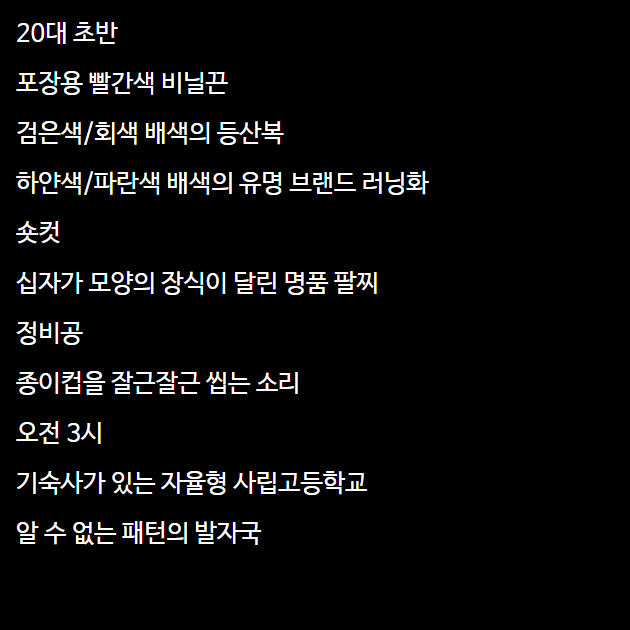 20대 초반
포장용 빨간색 비닐끈
검은색/회색 배색의 등산복
하얀색/파란색 배색의 유명 브랜드 러닝화
숏컷
십자가 모양의 장식이 달린 명품 팔찌
정비공
종이컵을 잘근잘근 씹는 소리
오전 3시
기숙사가 있는 자율형 사립고등학교
알 수 없는 패턴의 발자국